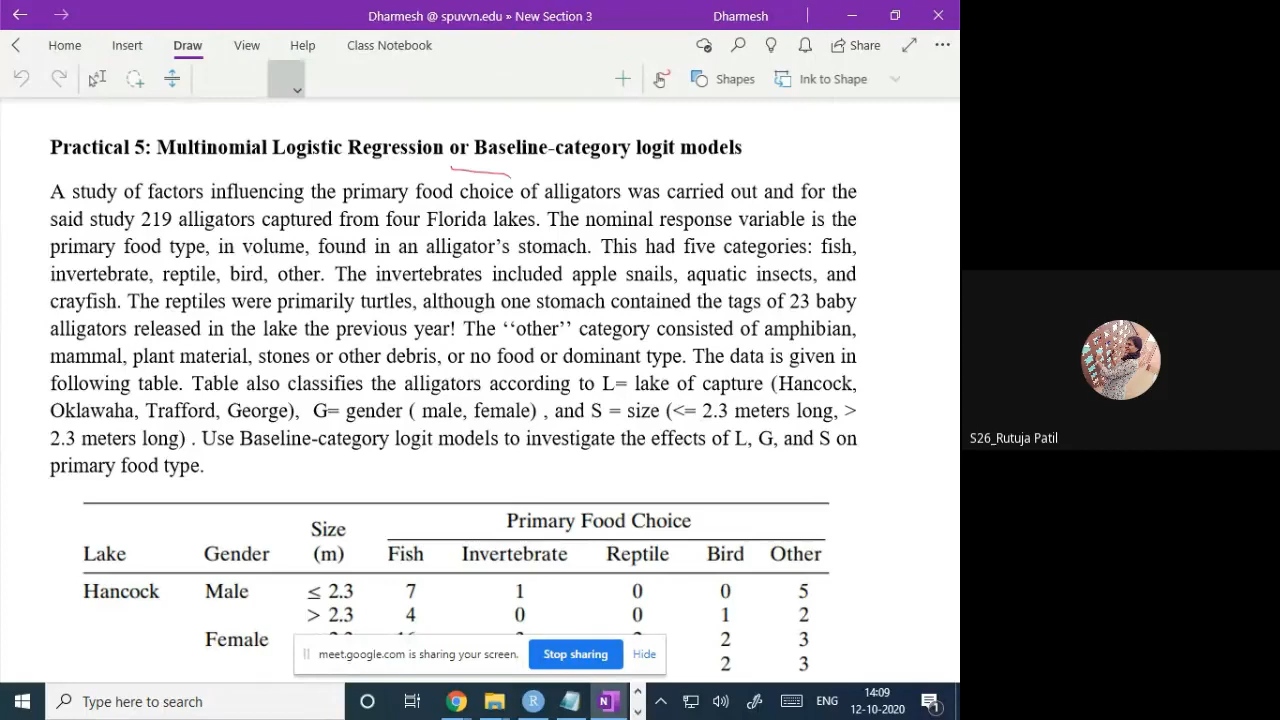 Dharmesh @ spuvvn.edu » New Section 3
Dharmesh
Home Insert Draw View Help Class Notebook Share
Shapes Ink to Shape
Practical 5: Multinomial Logistic Regression or Baseline-category logit models
A study of factors influencing the primary food choice of alligators was carried out and for the
said study 219 alligators captured from four Florida lakes. The nominal response variable is the
primary food type, in volume, found in an alligator’s stomach. This had five categories: fish,
invertebrate, reptile, bird, other. The invertebrates included apple snails, aquatic insects, and
crayfish. The reptiles were primarily turtles, although one stomach contained the tags of 23 baby
alligators released in the lake the previous year! The ‘‘other’’ category consisted of amphibian,
mammal, plant material, stones or other debris, or no food or dominant type. The data is given in
following table. Table also classifies the alligators according to L= lake of capture (Hancock,
Oklawaha, Trafford, George), G= gender ( male, female) , and S = size (<= 2.3 meters long, >
2.3 meters long) . Use Baseline-category logit models to investigate the effects of L, G, and S on
primary food type.
Primary Food Choice
Size
Lake Gender (m) Fish Invertebrate Reptile Bird Other
Hancock Male ≤ 2.3 7 1 0 0 5
> 2.3 4 0 0 1 2
Female 2 3
2 3
meet.google.com is sharing your screen. Stop sharing Hide
S26_Rutuja Patil
Type here to search
ENG
14:09
12-10-2020
1